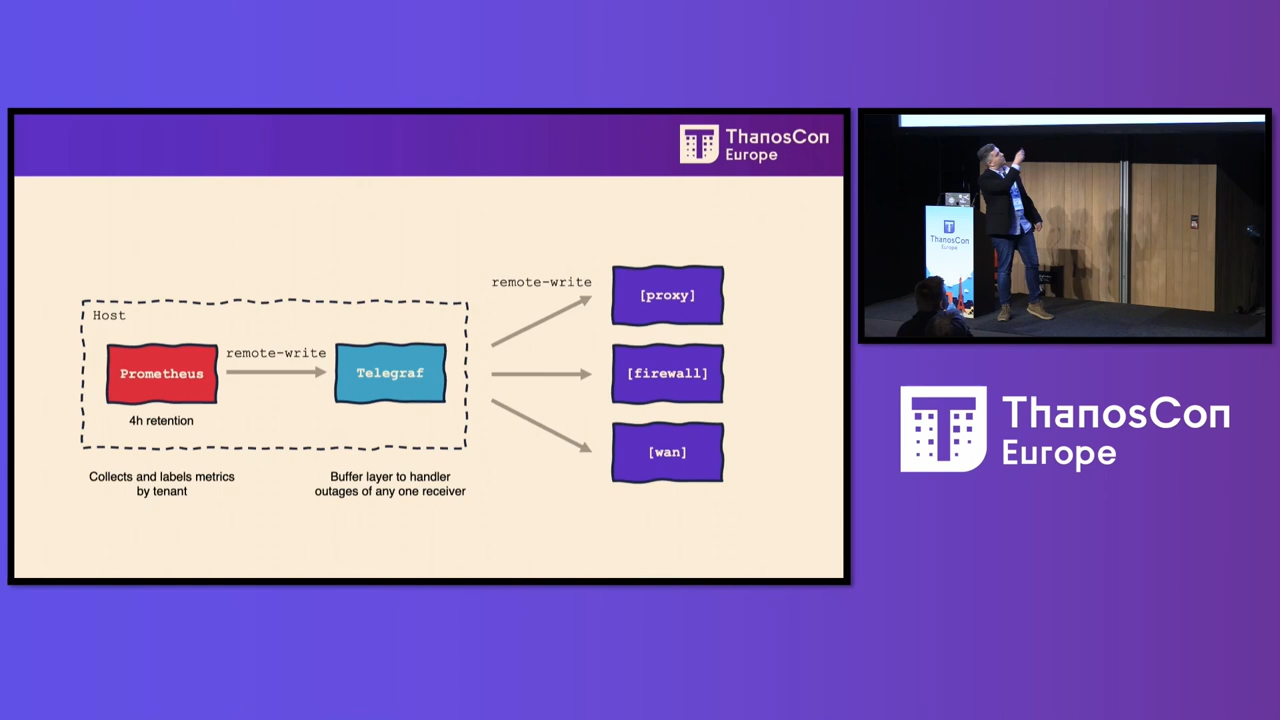 ThanosCon
Europe
Host
Prometheus
remote-write
Telegraf
4h retention
Collects and labels metrics
by tenant
Buffer layer to handler
outages of any one receiver
remote-write
[proxy]
[firewall]
[wan]
ThanosCon
Europe
ThanosCon
Europe